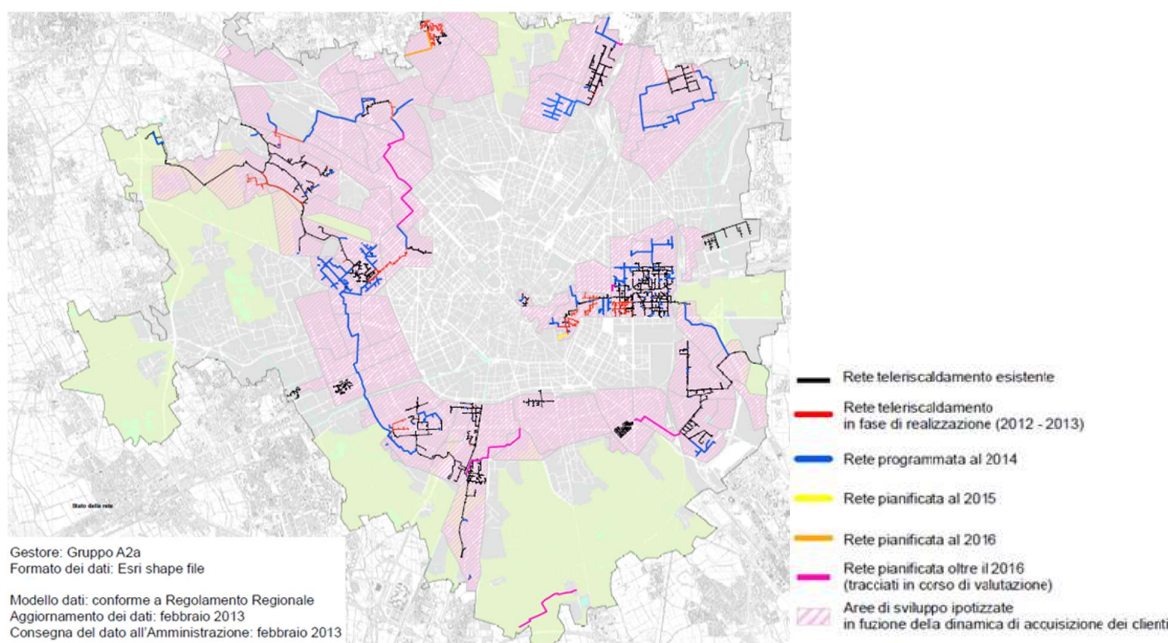 Stato della rete
Gestore: Gruppo A2a
Formato dei dati: Esri shape file
Modello dati: conforme a Regolamento Regionale
Aggiornamento dei dati: febbraio 2013
Consegna del dato all'Amministrazione: febbraio 2013
Rete teleriscaldamento esistente
Rete teleriscaldamento
in fase di realizzazione (2012 - 2013)
Rete programmata al 2014
Rete pianificata al 2015
Rete pianificata al 2016
Rete pianificata oltre il 2016
(tracciati in corso di valutazione)
Aree di sviluppo ipotizzate
in fuzione della dinamica di acquisizione dei clienti